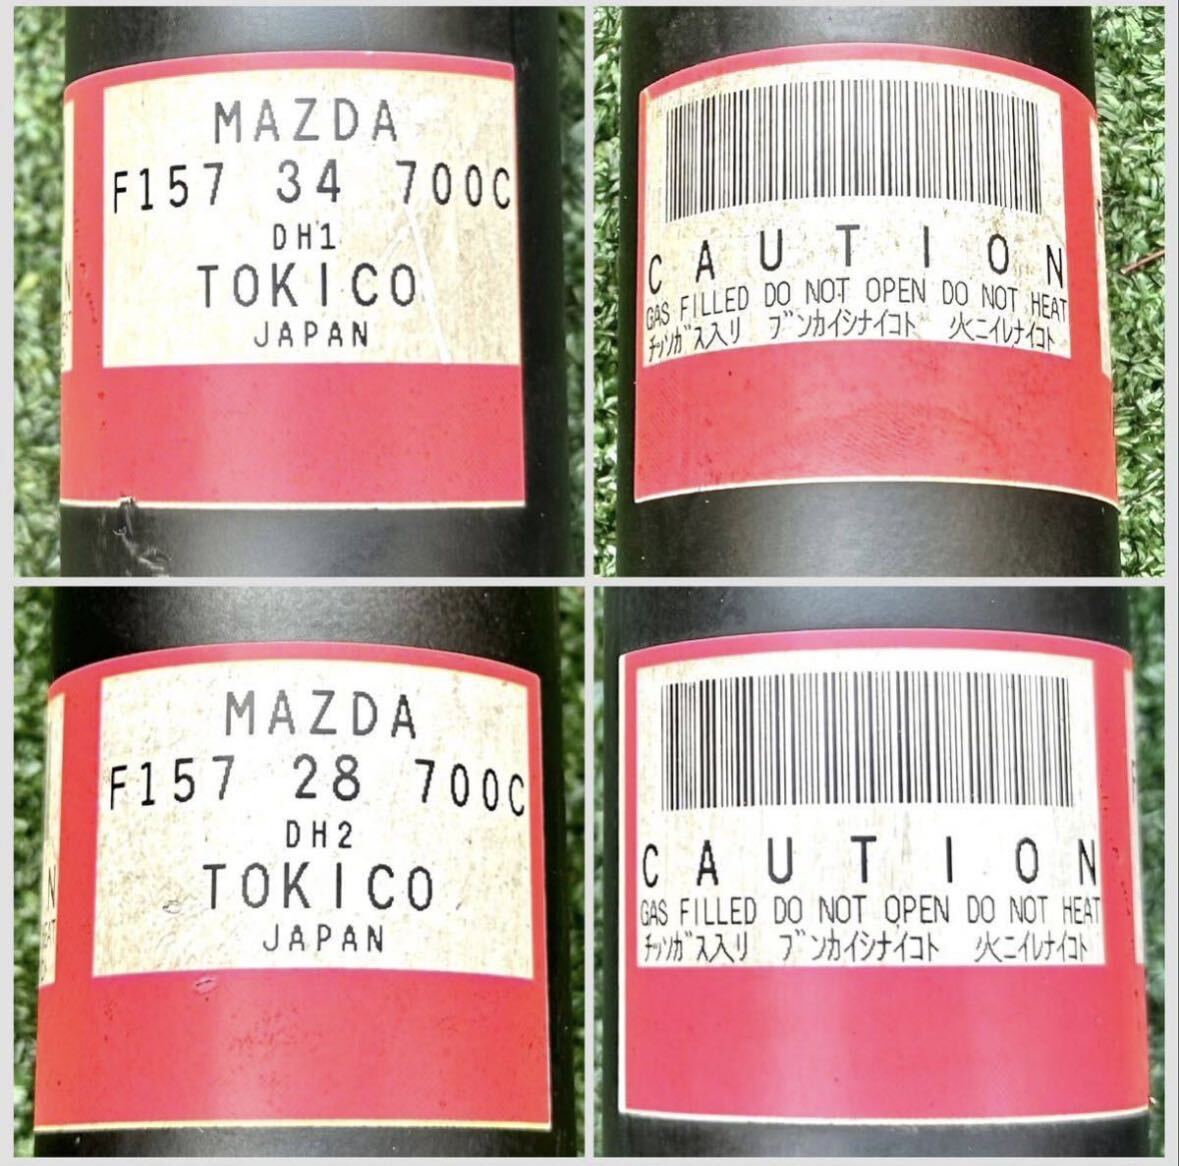 MAZDA
F157 34 700C
DH1
TOKICO
JAPAN
CAUTION
GAS FILLED DO NOT OPEN DO NOT HEAT
チッソガス入リ ブンカイシナイコト 火ニイレナイコト
MAZDA
F157 28 700C
DH2
TOKICO
JAPAN
CAUTION
GAS FILLED DO NOT OPEN DO NOT HEAT
チッソガス入リ ブンカイシナイコト 火ニイレナイコト